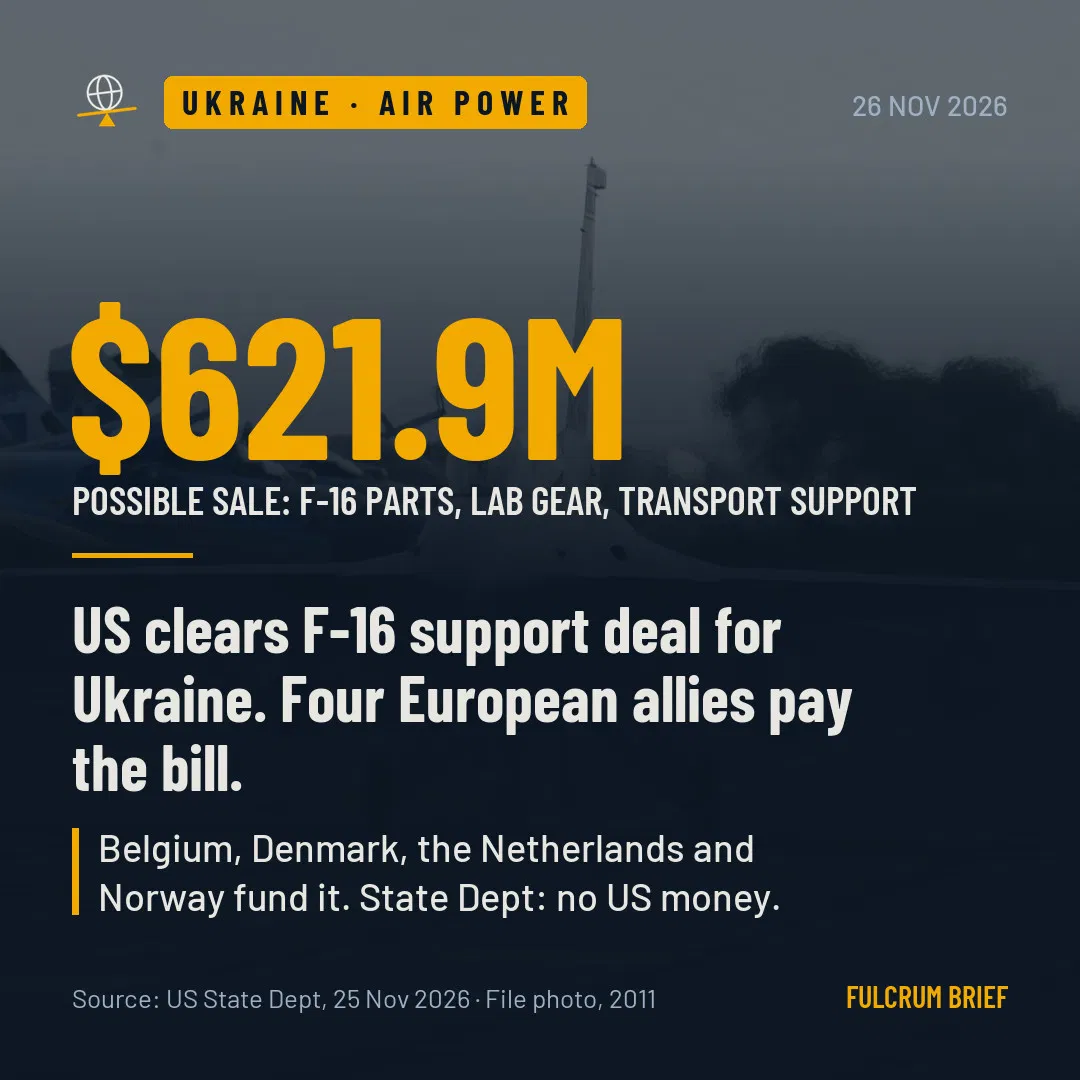 UKRAINE · AIR POWER
26 NOV 2026
$621.9M
POSSIBLE SALE: F-16 PARTS, LAB GEAR, TRANSPORT SUPPORT
US clears F-16 support deal for
Ukraine. Four European allies pay
the bill.
Belgium, Denmark, the Netherlands and
Norway fund it. State Dept: no US money.
Source: US State Dept, 25 Nov 2026 · File photo, 2011
FULCRUM BRIEF